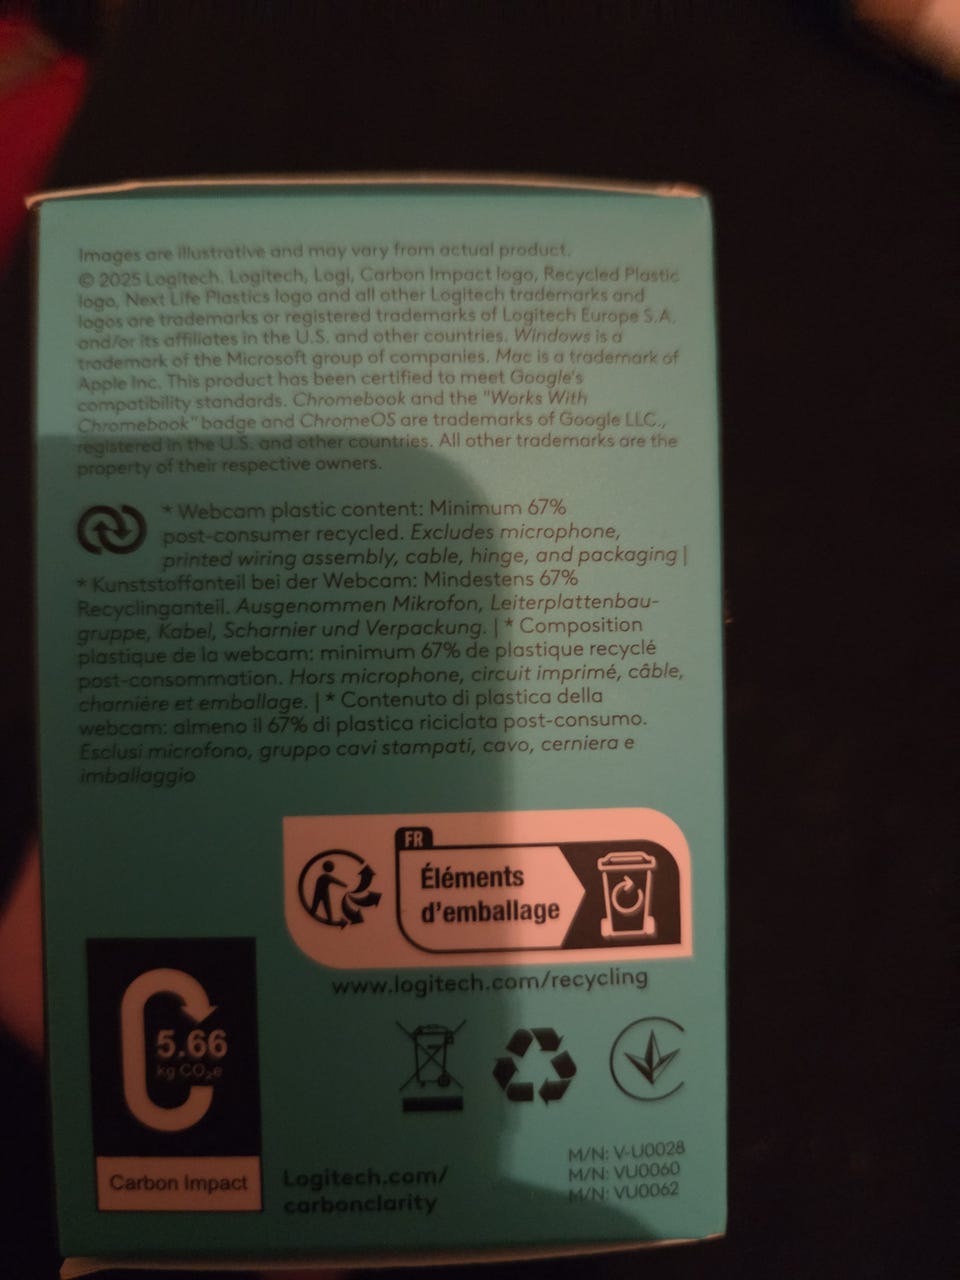 Images are illustrative and may vary from actual product.
© 2025 Logitech. Logitech, Logi, Carbon Impact logo, Recycled Plastic
logo, Next Life Plastics logo and all other Logitech trademarks and
logos are trademarks or registered trademarks of Logitech Europe S.A.
and/or its affiliates in the U.S. and other countries. Windows is a
trademark of the Microsoft group of companies. Mac is a trademark of
Apple Inc. This product has been certified to meet Google's
compatibility standards. Chromebook and the "Works With
Chromebook" badge and ChromeOS are trademarks of Google LLC.,
registered in the U.S. and other countries. All other trademarks are the
property of their respective owners.
* Webcam plastic content: Minimum 67%
post-consumer recycled. Excludes microphone,
printed wiring assembly, cable, hinge, and packaging |
* Kunststoffanteil bei der Webcam: Mindestens 67%
Recyclinganteil. Ausgenommen Mikrofon, Leiterplattenbau-
gruppe, Kabel, Scharnier und Verpackung. | * Composition
plastique de la webcam: minimum 67% de plastique recyclé
post-consommation. Hors microphone, circuit imprimé, câble,
charnière et emballage. | * Contenuto di plastica della
webcam: almeno il 67% di plastica riciclata post-consumo.
Esclusi microfono, gruppo cavi stampati, cavo, cerniera e
imballaggio
FR
Éléments
d'emballage
www.logitech.com/recycling
5.66
kg CO₂e
Carbon Impact
Logitech.com/
carbonclarity
M/N: V-U0028
M/N: VU0060
M/N: VU0062